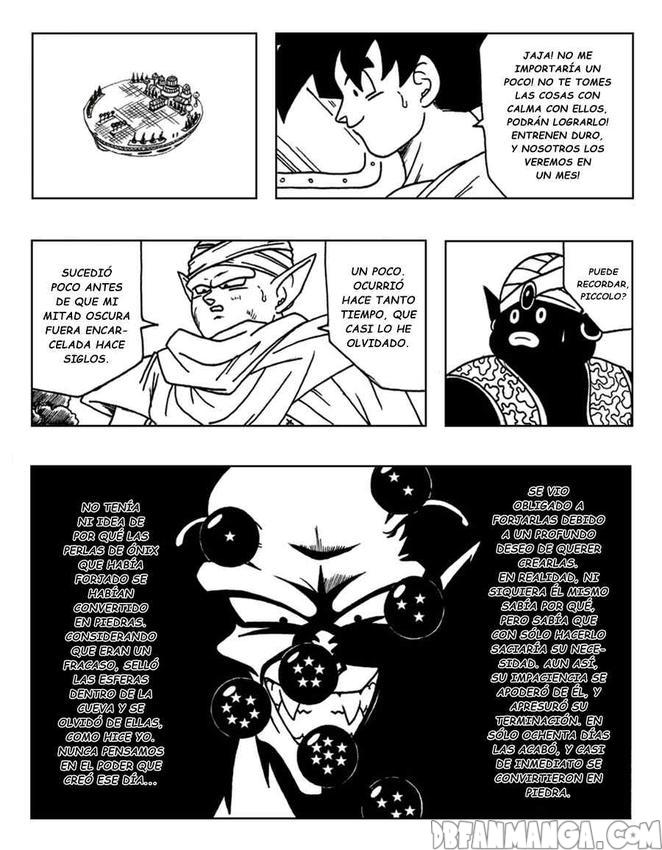 JAJA! NO ME
IMPORTARÍA UN
POCO! NO TE TOMES
LAS COSAS CON
CALMA CON ELLOS,
PODRÁN LOGRARLO!
ENTRENEN DURO,
Y NOSOTROS LOS
VEREMOS EN
UN MES!
PUEDE
RECORDAR,
PICCOLO?
UN POCO.
OCURRIÓ
HACE TANTO
TIEMPO, QUE
CASI LO HE
OLVIDADO.
SUCEDIÓ
POCO ANTES
DE QUE MI
MITAD OSCURA
FUERA ENCAR-
CELADA HACE
SIGLOS.
SE VIO
OBLIGADO A
FORJARLAS DEBIDO
A UN PROFUNDO
DESEO DE QUERER
CREARLAS.
EN REALIDAD, NI
SIQUIERA ÉL MISMO
SABÍA POR QUÉ,
PERO SABÍA QUE
CON SÓLO HACERLO
SACIARÍA SU NECE-
SIDAD. AUN ASÍ,
SU IMPACIENCIA SE
APODERÓ DE ÉL, Y
APRESURÓ SU
TERMINACIÓN. EN
SÓLO OCHENTA DÍAS
LAS ACABÓ, Y CASI
DE INMEDIATO SE
CONVIRTIERON EN
PIEDRA.
NO TENÍA
NI IDEA DE
POR QUÉ LAS
PERLAS DE ÓNIX
QUE HABÍA
FORJADO SE
HABÍAN
CONVERTIDO
EN PIEDRAS.
CONSIDERANDO
QUE ERAN UN
FRACASO, SELLÓ
LAS ESFERAS
DENTRO DE LA
CUEVA Y SE
OLVIDÓ DE ELLAS,
COMO HICE YO.
NUNCA PENSAMOS
EN EL PODER QUE
CREÓ ESE DÍA...
DBFANMANGA.COM